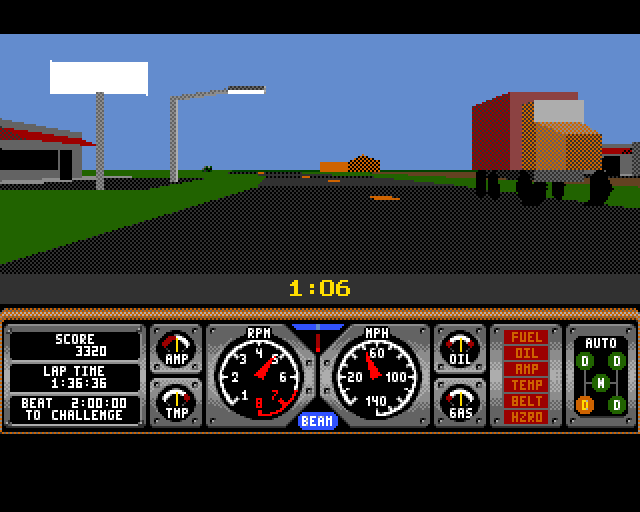 1:06
SCORE
3320
LAP TIME
1:36:36
BEAT 2:00:00
TO CHALLENGE
AMP
TMP
RPM
1 2 3 4 5 6 7 8
BEAM
MPH
20 60 100 140
OIL
GAS
FUEL
OIL
AMP
TEMP
BELT
HZRD
AUTO
D D
N
D D